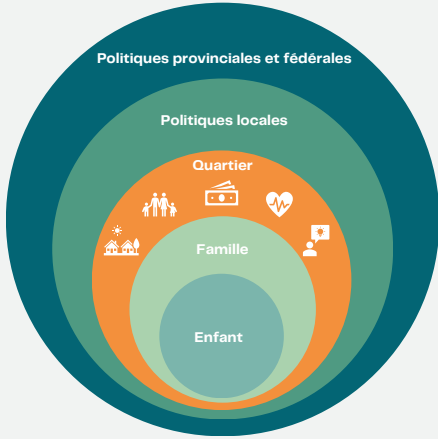 Politiques provinciales et fédérales
Politiques locales
Quartier
Famille
Enfant